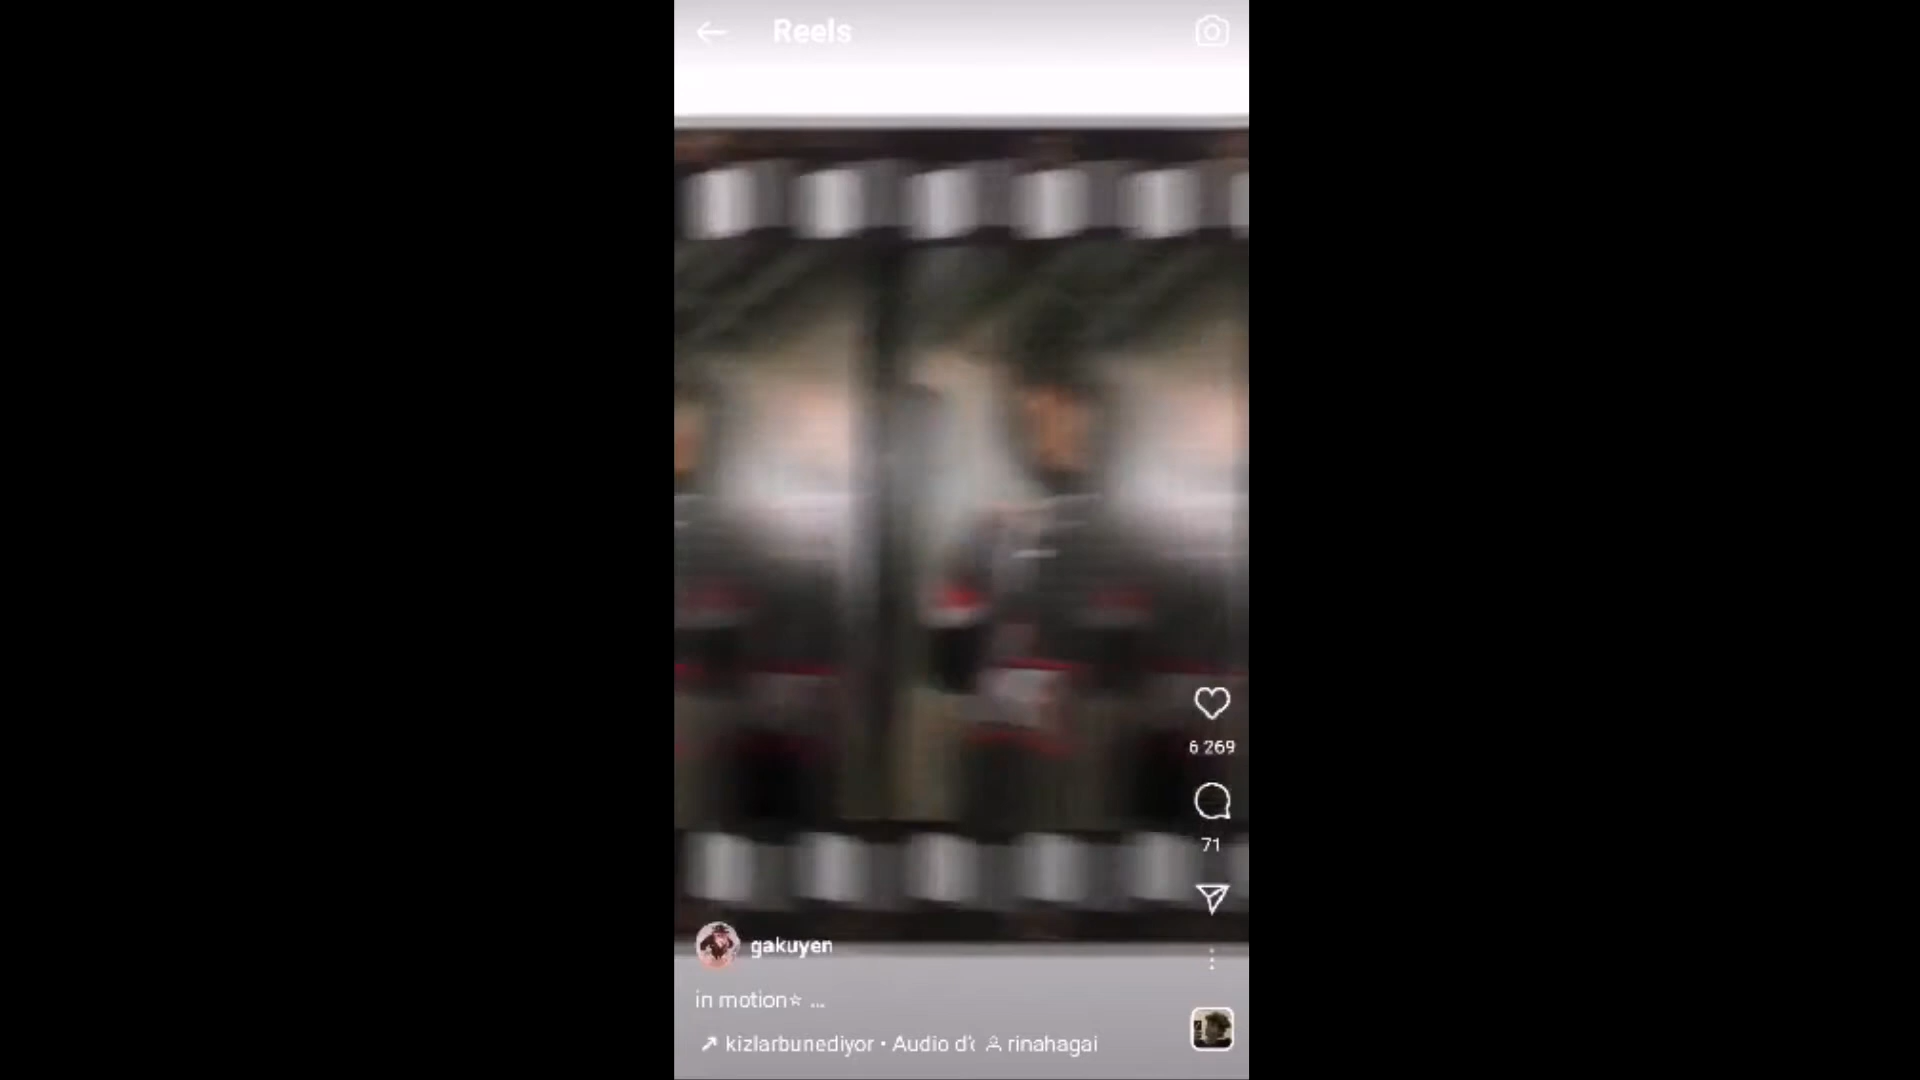 Reels
6 269
71
gakuyen
in motion☆ ...
kizlarbunediyor • Audio d'
rinahagai